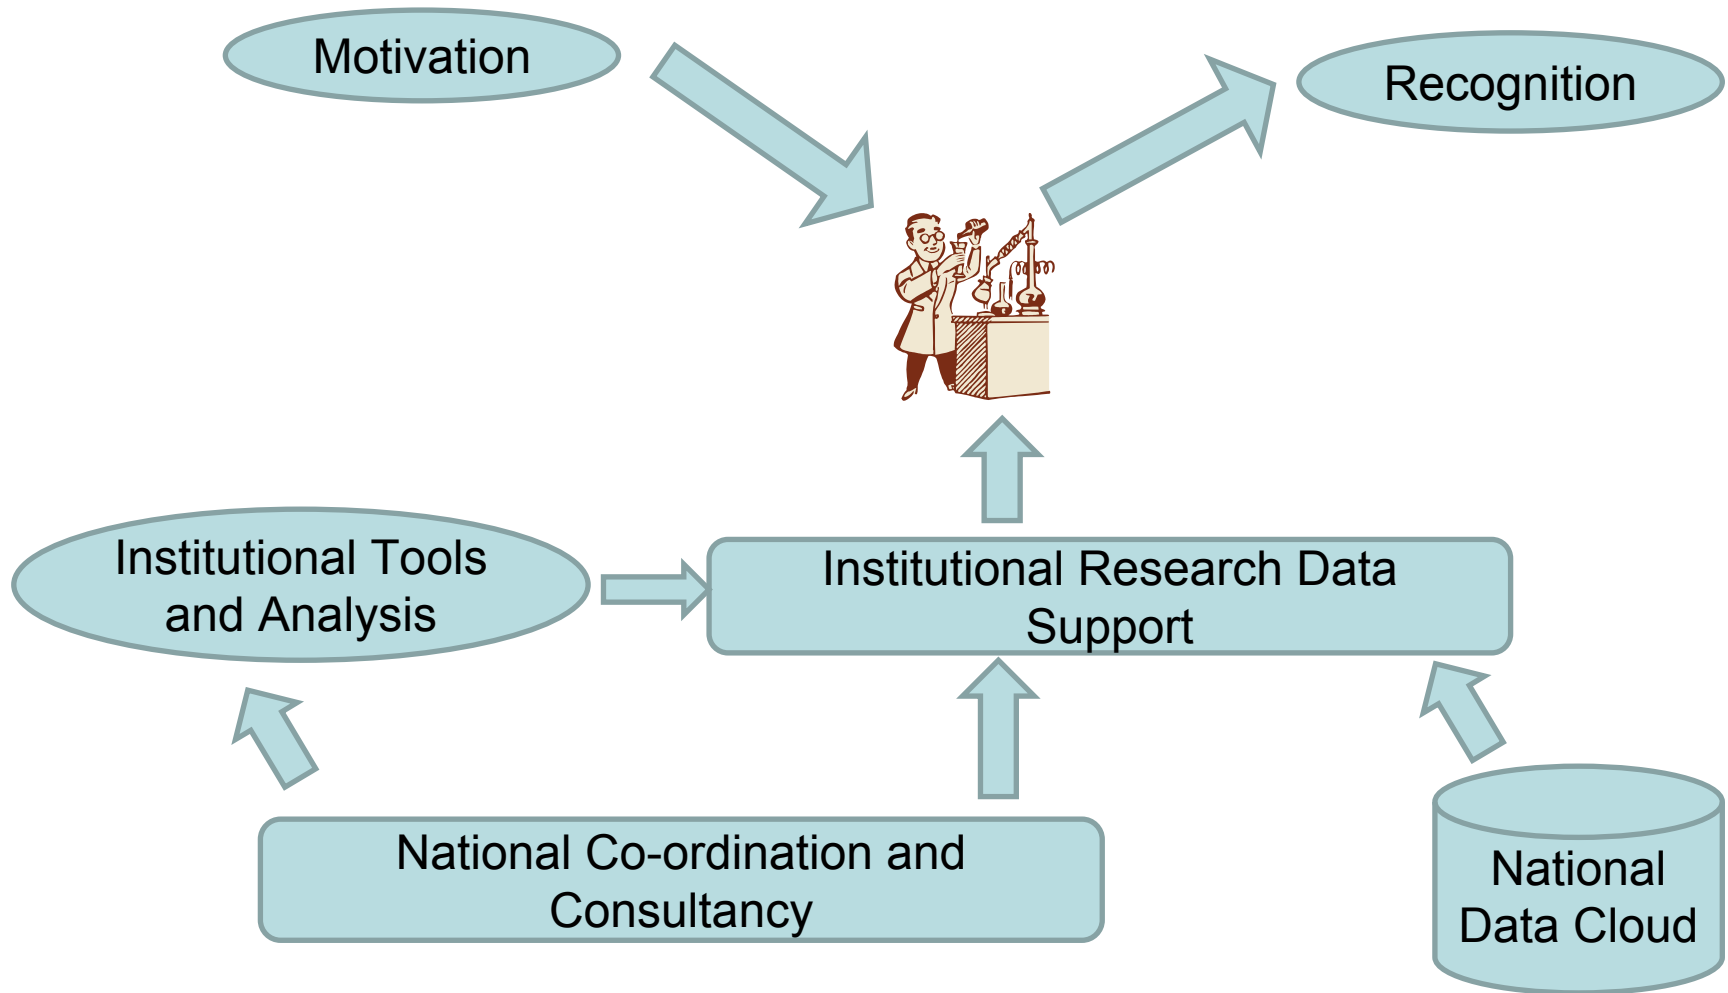 Motivation
Recognition
Institutional Tools
and Analysis
Institutional Research Data
Support
National Co-ordination and
Consultancy
National
Data Cloud